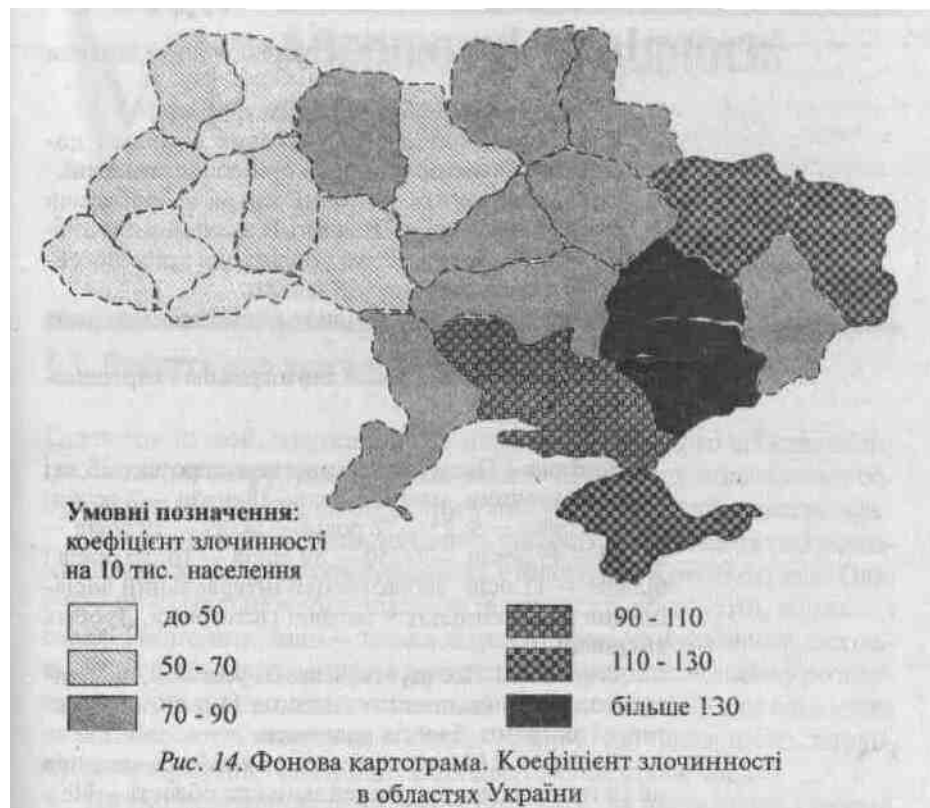 Умовні позначення:
коефіцієнт злочинності
на 10 тис. населення
до 50
50 - 70
70 - 90
90 - 110
110 - 130
більше 130
Рис. 14. Фонова картограма. Коефіцієнт злочинності
в областях України